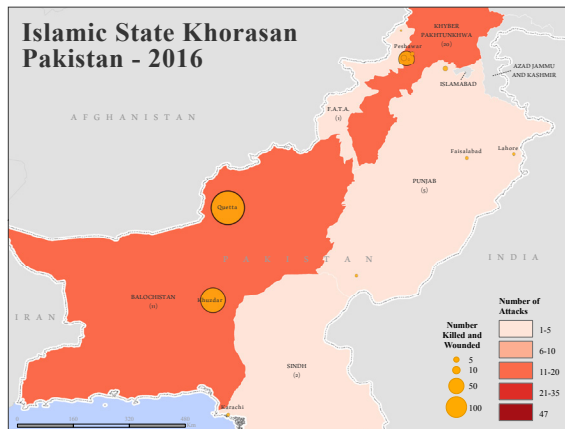 Islamic State Khorasan
Pakistan - 2016
KHYBER
PAKHTUNKHWA
Peshawar
AZAD JAMMU
AND KASHMIR
ISLAMABAD
F.A.T.A.
(1)
AFGHANISTAN
Faisalabad
Lahore
PUNJAB
(5)
Quetta
PAKISTAN
INDIA
BALOCHISTAN
(11)
Khuzdar
IRAN
SINDH
(2)
Karachi
Number
Killed and
Wounded
5
10
50
100
Number of
Attacks
1-5
6-10
11-20
21-35
47